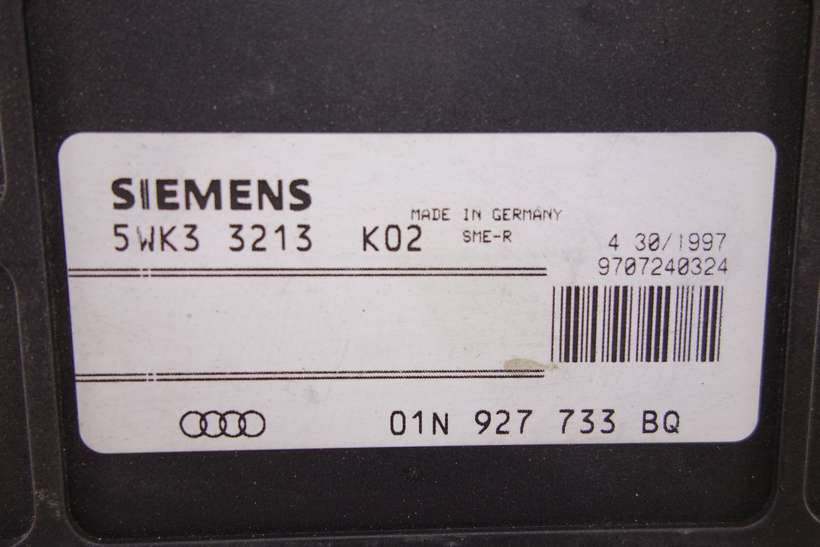 SIEMENS
MADE IN GERMANY
5WK3 3213 K02 SME-R
4 30/1997
9707240324
01N 927 733 BQ